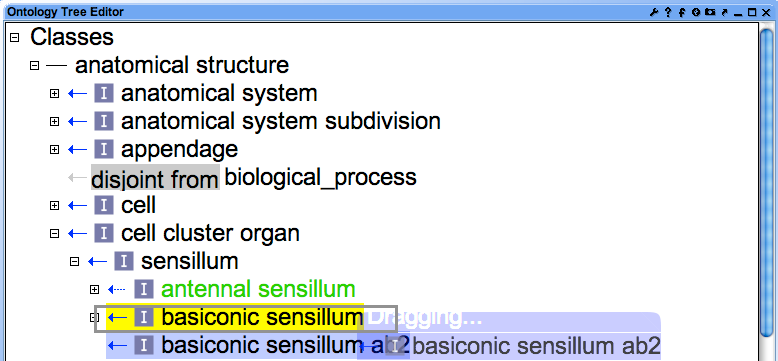 Ontology Tree Editor
Classes
anatomical structure
I anatomical system
I anatomical system subdivision
I appendage
disjoint from biological_process
I cell
I cell cluster organ
I sensillum
I antennal sensillum
I basiconic sensillum Dragging...
I basiconic sensillum ab2 I basiconic sensillum ab2